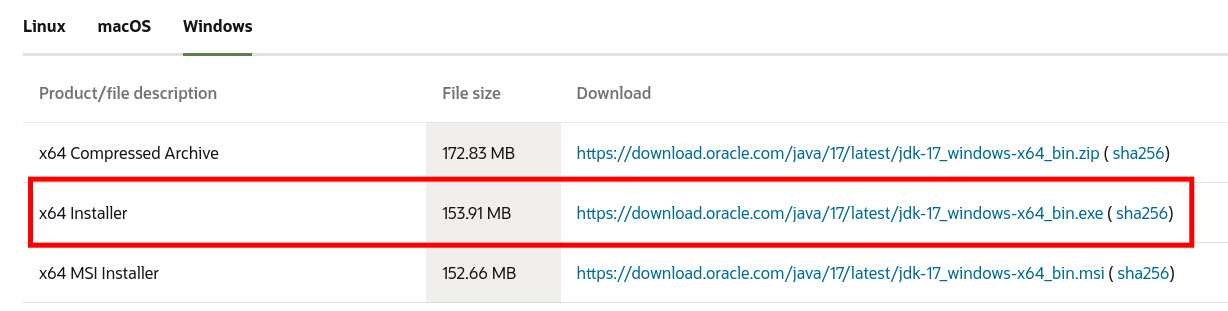 Linux macOS Windows
Product/file description File size Download
x64 Compressed Archive 172.83 MB https://download.oracle.com/java/17/latest/jdk-17_windows-x64_bin.zip ( sha256)
x64 Installer 153.91 MB https://download.oracle.com/java/17/latest/jdk-17_windows-x64_bin.exe ( sha256)
x64 MSI Installer 152.66 MB https://download.oracle.com/java/17/latest/jdk-17_windows-x64_bin.msi ( sha256)